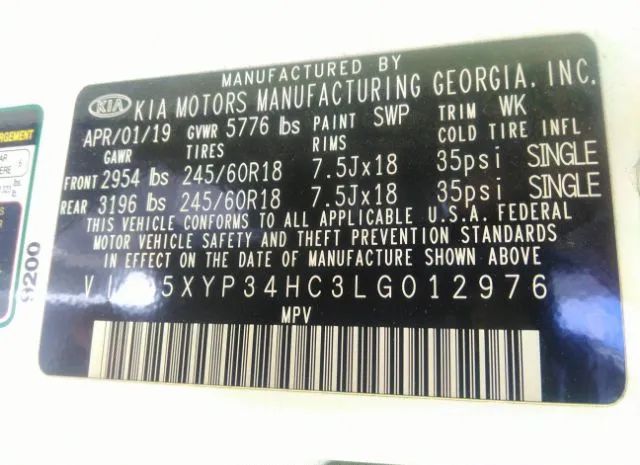 MANUFACTURED BY
KIA KIA MOTORS MANUFACTURING GEORGIA, INC.
APR/01/19 GVWR 5776 lbs PAINT SWP TRIM WK
GAWR TIRES RIMS COLD TIRE INFL
FRONT 2954 lbs 245/60R18 7.5Jx18 35psi SINGLE
REAR 3196 lbs 245/60R18 7.5Jx18 35psi SINGLE
THIS VEHICLE CONFORMS TO ALL APPLICABLE U.S.A. FEDERAL
MOTOR VEHICLE SAFETY AND THEFT PREVENTION STANDARDS
IN EFFECT ON THE DATE OF MANUFACTURE SHOWN ABOVE
5XYP34HC3LG012976
MPV